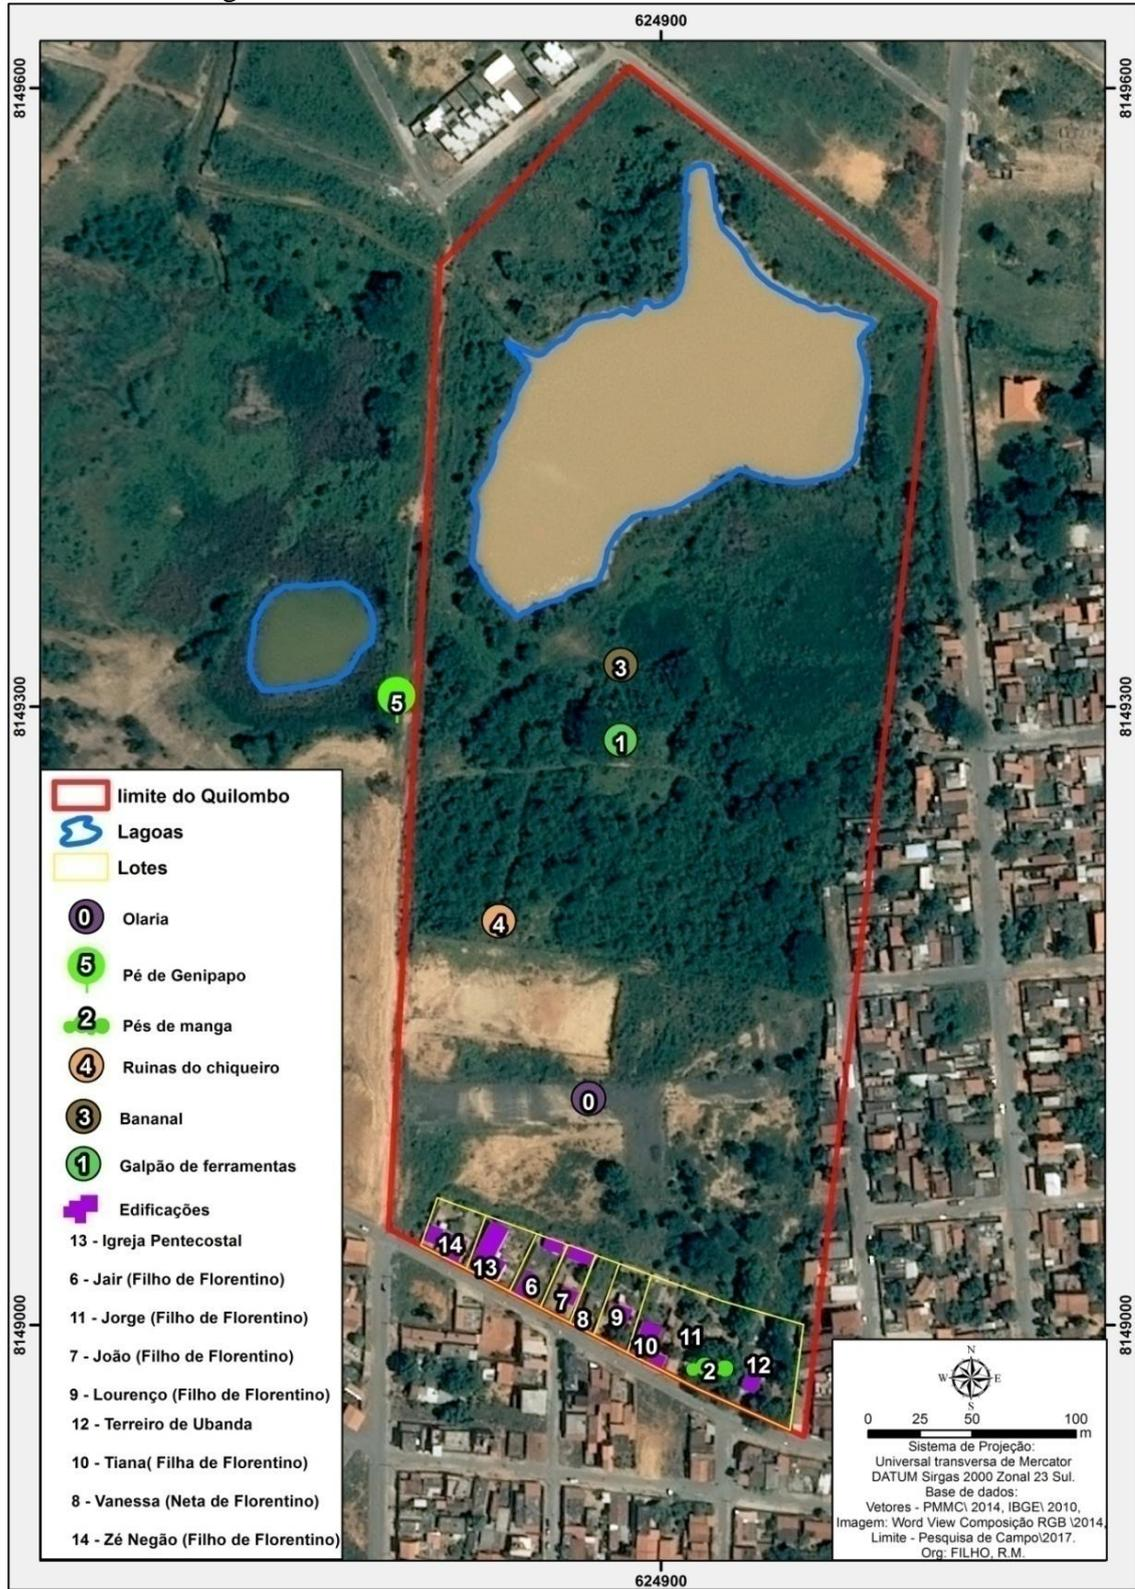 624900
8149600
8149600
3
5
8149300
8149300
1
4
0
14
13
6
7
8
9
10
11
2
12
8149000
8149000
limite do Quilombo
Lagoas
Lotes
0 Olaria
5 Pé de Genipapo
2 Pés de manga
4 Ruinas do chiqueiro
3 Bananal
1 Galpão de ferramentas
Edificações
13 - Igreja Pentecostal
6 - Jair (Filho de Florentino)
11 - Jorge (Filho de Florentino)
7 - João (Filho de Florentino)
9 - Lourenço (Filho de Florentino)
12 - Terreiro de Ubanda
10 - Tiana( Filha de Florentino)
8 - Vanessa (Neta de Florentino)
14 - Zé Negão (Filho de Florentino)
N
W E
S
0 25 50 100
m
Sistema de Projeção:
Universal transversa de Mercator
DATUM Sirgas 2000 Zonal 23 Sul.
Base de dados:
Vetores - PMMC\ 2014, IBGE\ 2010,
Imagem: Word View Composição RGB \2014,
Limite - Pesquisa de Campo\2017.
Org: FILHO, R.M.
624900